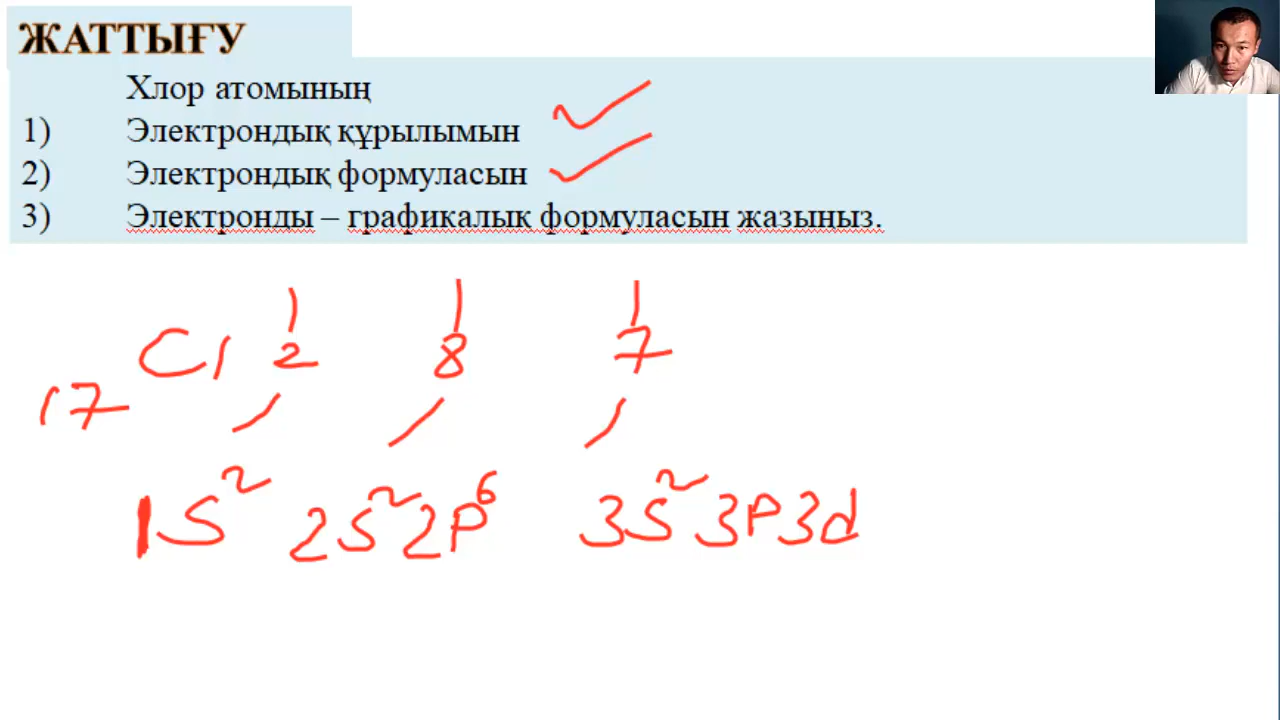 ЖАТТЫҒУ
Хлор атомының
1) Электрондық құрылымын
2) Электрондық формуласын
3) Электронды – графикалық формуласын жазыңыз.
Cl 2 8 7
17
1S² 2S² 2P⁶ 3S² 3P 3d